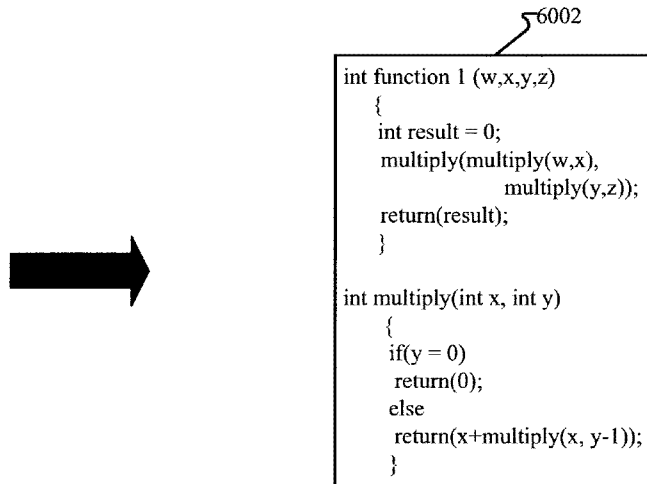 6002
int function 1 (w,x,y,z)
{
int result = 0;
multiply(multiply(w,x),
multiply(y,z));
return(result);
}
int multiply(int x, int y)
{
if(y = 0)
return(0);
else
return(x+multiply(x, y-1));
}